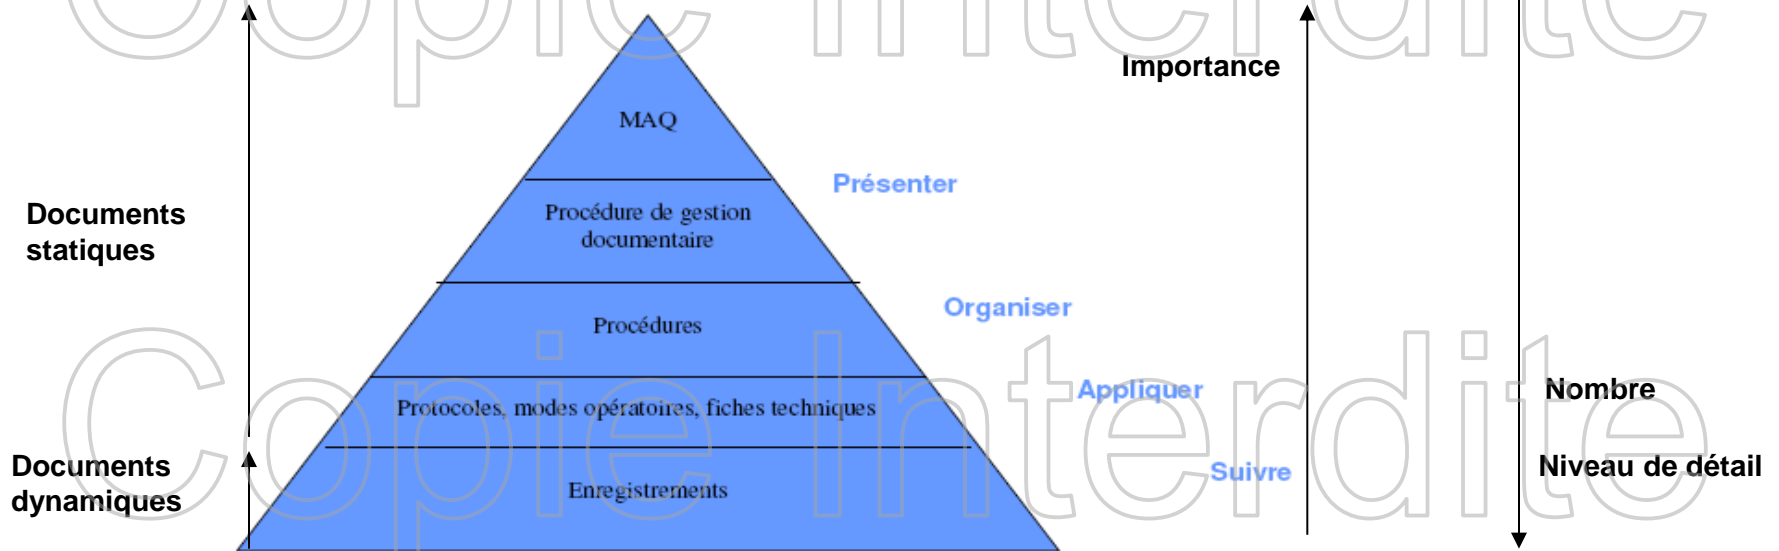 Copie Interdite
Importance
MAQ
Présenter
Documents
statiques
Procédure de gestion
documentaire
Organiser
Procédures
Copie Interdite
Appliquer
Nombre
Protocoles, modes opératoires, fiches techniques
Documents
dynamiques
Suivre
Niveau de détail
Enregistrements